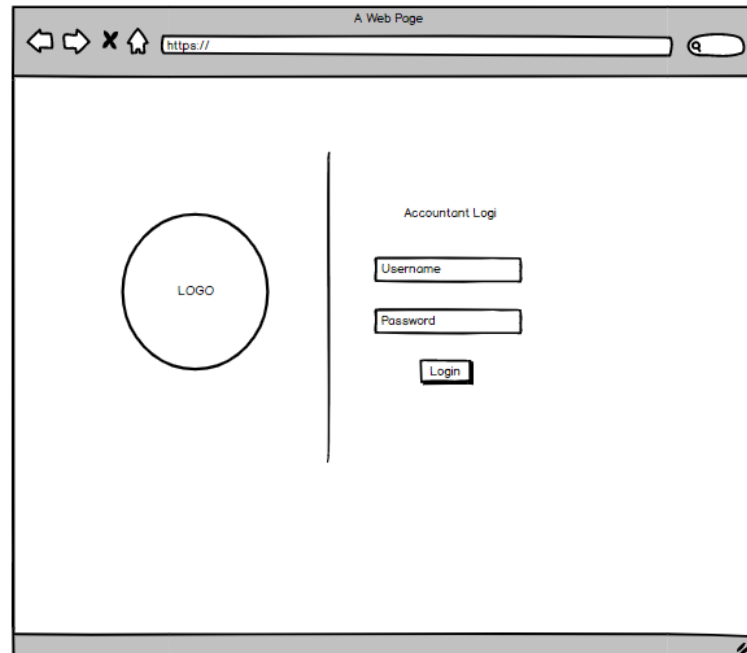 A Web Page
https://
Accountant Logi
LOGO
Username
Password
Login